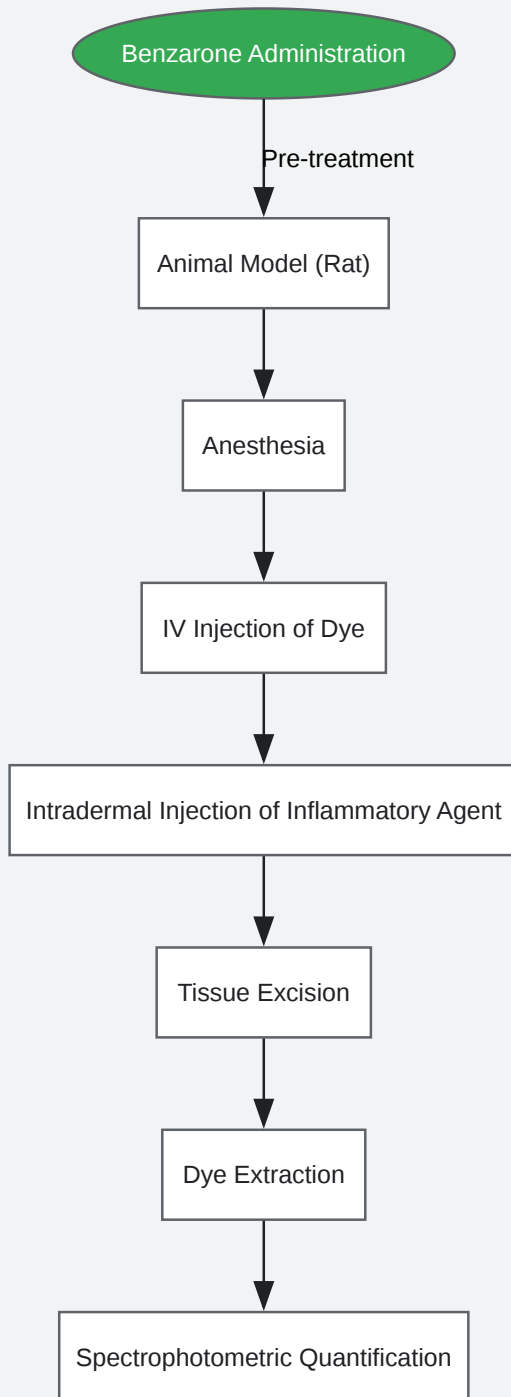 Benzarone Administration
Pre-treatment
Animal Model (Rat)
Anesthesia
IV Injection of Dye
Intradermal Injection of Inflammatory Agent
Tissue Excision
Dye Extraction
Spectrophotometric Quantification